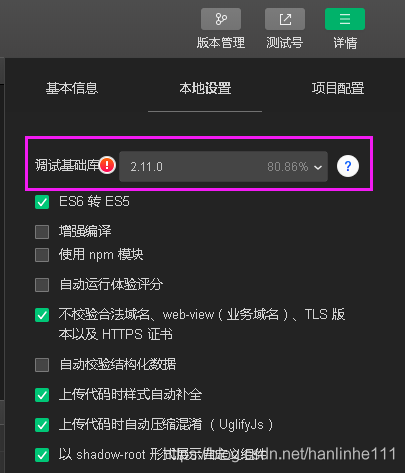 版本管理 测试号 详情
基本信息 本地设置 项目配置
调试基础库 ! 2.11.0 80.86% ?
ES6 转 ES5
增强编译
使用 npm 模块
自动运行体验评分
不校验合法域名、web-view（业务域名）、TLS 版
本以及 HTTPS 证书
自动校验结构化数据
上传代码时样式自动补全
上传代码时自动压缩混淆 （UglifyJs）
以 shadow-root 形式展示自定义组件
https://blog.csdn.net/hanlinhe111